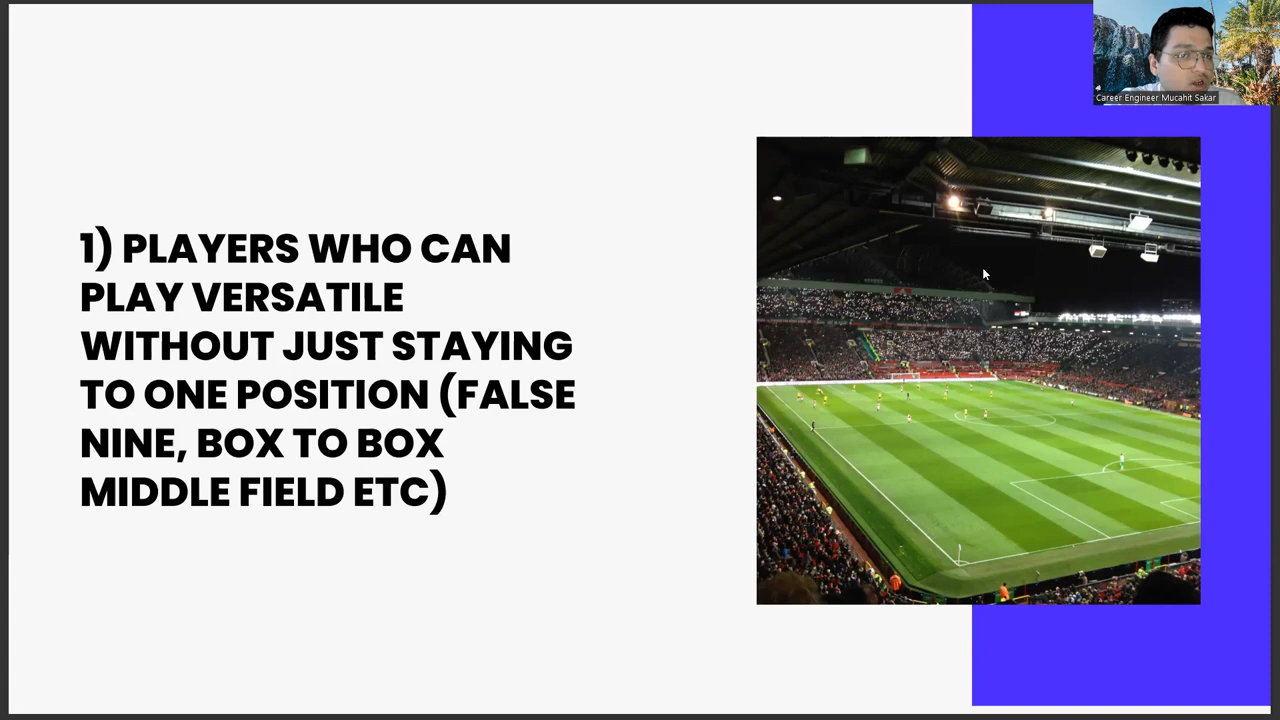 Career Engineer Mucahit Sakar
1) PLAYERS WHO CAN
PLAY VERSATILE
WITHOUT JUST STAYING
TO ONE POSITION (FALSE
NINE, BOX TO BOX
MIDDLE FIELD ETC)